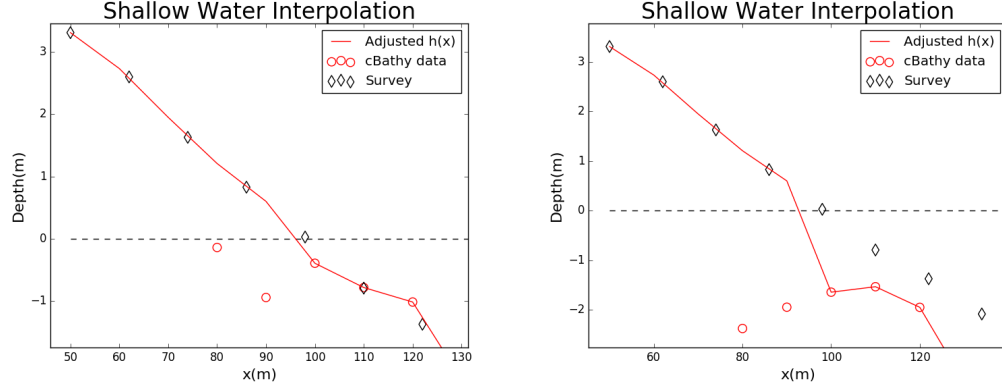 Shallow Water Interpolation
Adjusted h(x)
cBathy data
Survey
3
2
1
0
−1
Depth(m)
50 60 70 80 90 100 110 120 130
x(m)
Shallow Water Interpolation
Adjusted h(x)
cBathy data
Survey
3
2
1
0
−1
−2
Depth(m)
60 80 100 120
x(m)